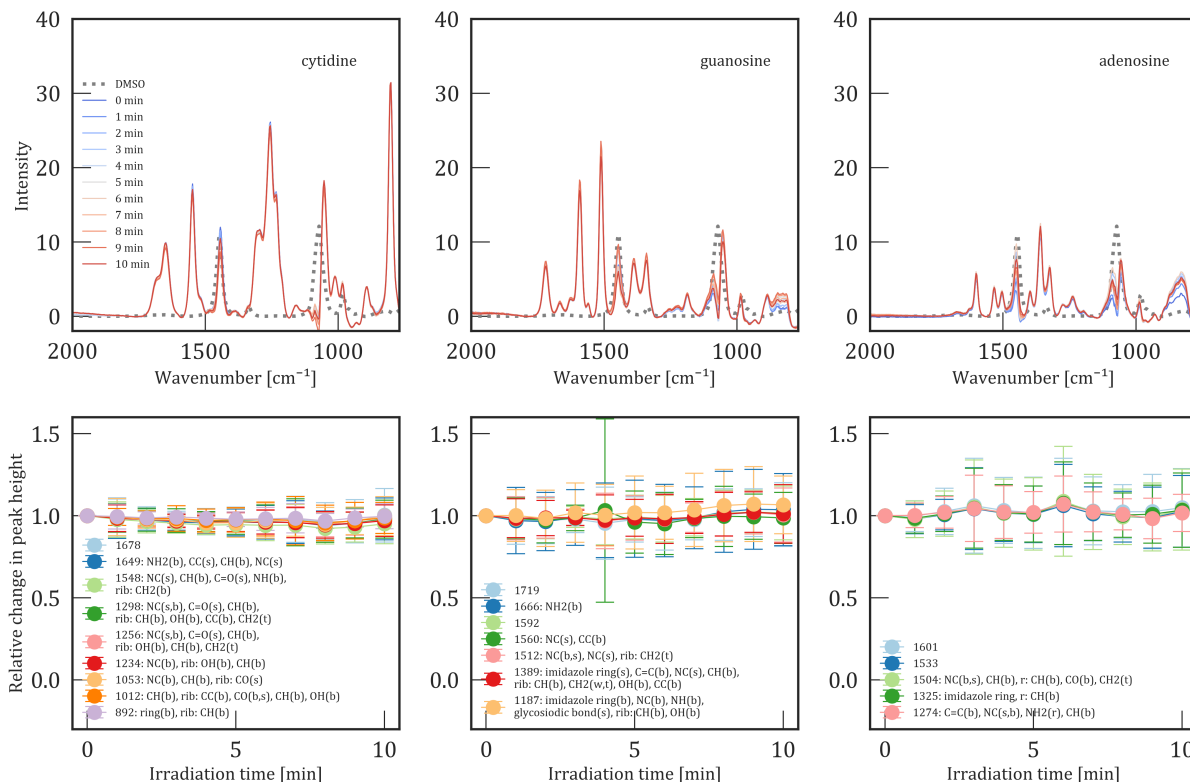 40
30
20
10
0
Intensity
cytidine
DMSO
0 min
1 min
2 min
3 min
4 min
5 min
6 min
7 min
8 min
9 min
10 min
2000 1500 1000
Wavenumber [cm⁻¹]
40
30
20
10
0
guanosine
2000 1500 1000
Wavenumber [cm⁻¹]
40
30
20
10
0
adenosine
2000 1500 1000
Wavenumber [cm⁻¹]
1.5
1.0
0.5
0.0
Relative change in peak height
1678
1649: NH2(b), CC(s), CH(b), NC(s)
1548: NC(s), CH(b), C=O(s), NH(b),
rib: CH2(b)
1298: NC(s,b), C=O(s), CH(b),
rib: CH(b), OH(b), CC(b), CH2(t)
1256: NC(s,b), C=O(s), CH(b),
rib: OH(b), CH(b), CH2(t)
1234: NC(b), rib: OH(b), CH(b)
1053: NC(b), CH(b), rib: CO(s)
1012: CH(b), rib: CC(b), CO(b,s), CH(b), OH(b)
892: ring(b), rib: CH(b)
0 5 10
Irradiation time [min]
1.5
1.0
0.5
0.0
1719
1666: NH2(b)
1592
1560: NC(s), CC(b)
1512: NC(b,s), NC(s), rib: CH2(t)
1389: imidazole ring(s), C=C(b), NC(s), CH(b),
rib: CH(b), CH2(w,t), OH(b), CC(b)
1187: imidazole ring(b), NC(b), NH(b),
glycosiodic bond(s), rib: CH(b), OH(b)
0 5 10
Irradiation time [min]
1.5
1.0
0.5
0.0
1601
1533
1504: NC(b,s), CH(b), r: CH(b), CO(b), CH2(t)
1325: imidazole ring, r: CH(b)
1274: C=C(b), NC(s,b), NH2(r), CH(b)
0 5 10
Irradiation time [min]